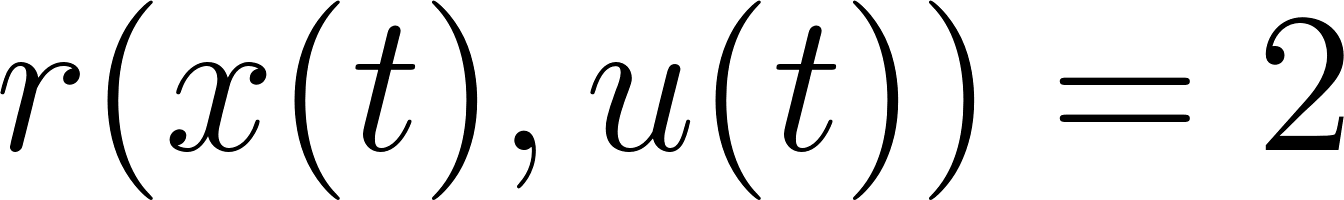 r(x(t), u(t)) = 2